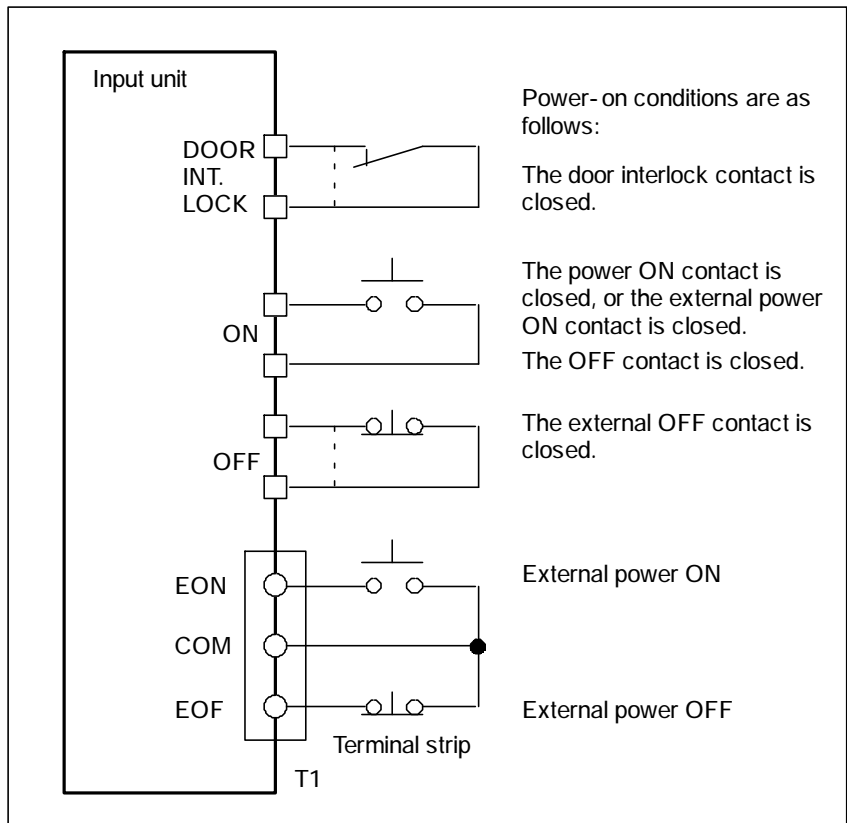 Input unit
DOOR
INT.
LOCK
ON
OFF
EON
COM
EOF
Terminal strip
T1
Power-on conditions are as
follows:
The door interlock contact is
closed.
The power ON contact is
closed, or the external power
ON contact is closed.
The OFF contact is closed.
The external OFF contact is
closed.
External power ON
External power OFF